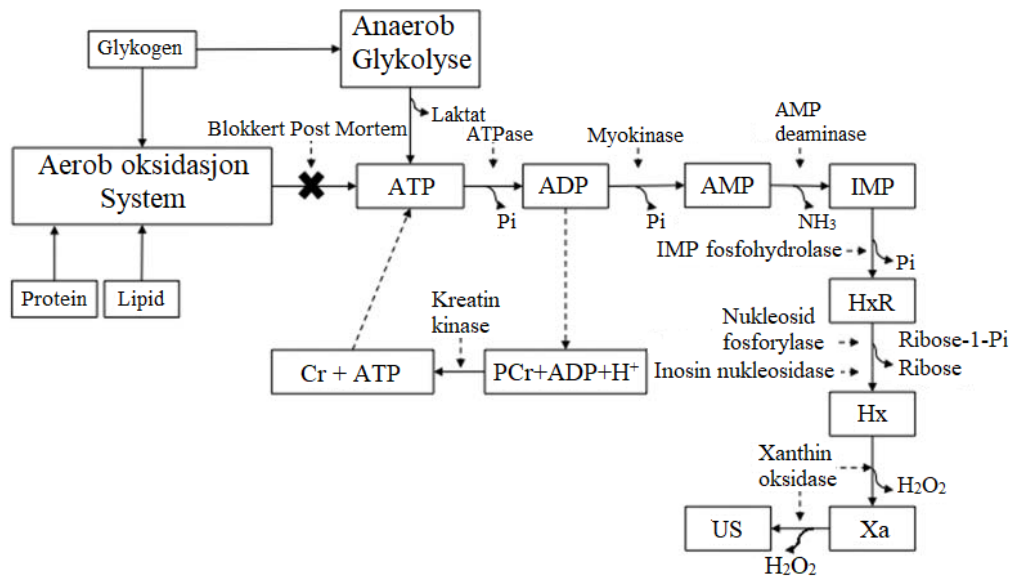 Anaerob
Glykolyse
Glykogen
Laktat
Blokkert Post Mortem
ATPase
Myokinase
AMP
deaminase
Aerob oksidasjon
System
ATP
ADP
AMP
IMP
Pi
Pi
NH₃
IMP fosfohydrolase
Pi
Protein
Lipid
Kreatin
kinase
HxR
Nukleosid
fosforylase
Ribose-1-Pi
Ribose
Cr + ATP
PCr+ADP+H⁺
Inosin nukleosidase
Hx
Xanthin
oksidase
H₂O₂
US
Xa
H₂O₂